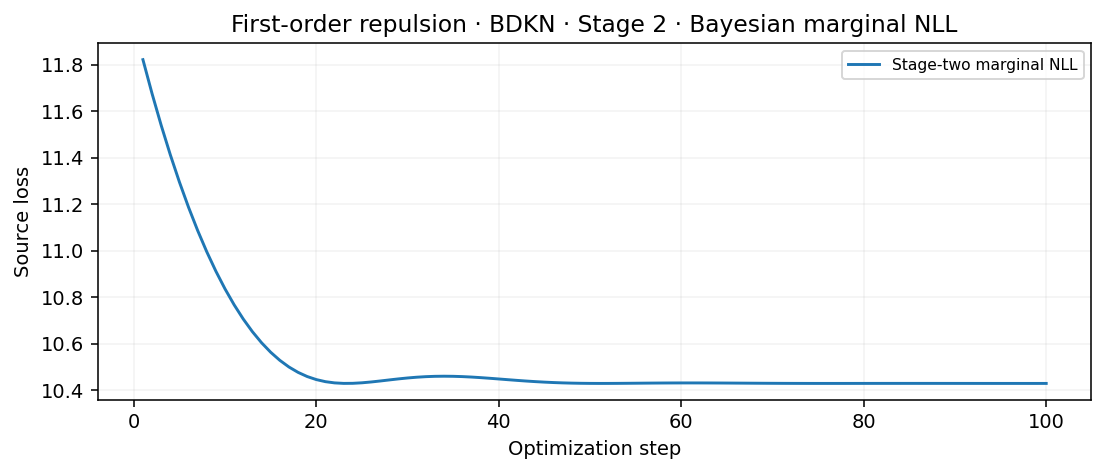 First-order repulsion · BDKN · Stage 2 · Bayesian marginal NLL
Stage-two marginal NLL
Source loss
11.8
11.6
11.4
11.2
11.0
10.8
10.6
10.4
0 20 40 60 80 100
Optimization step